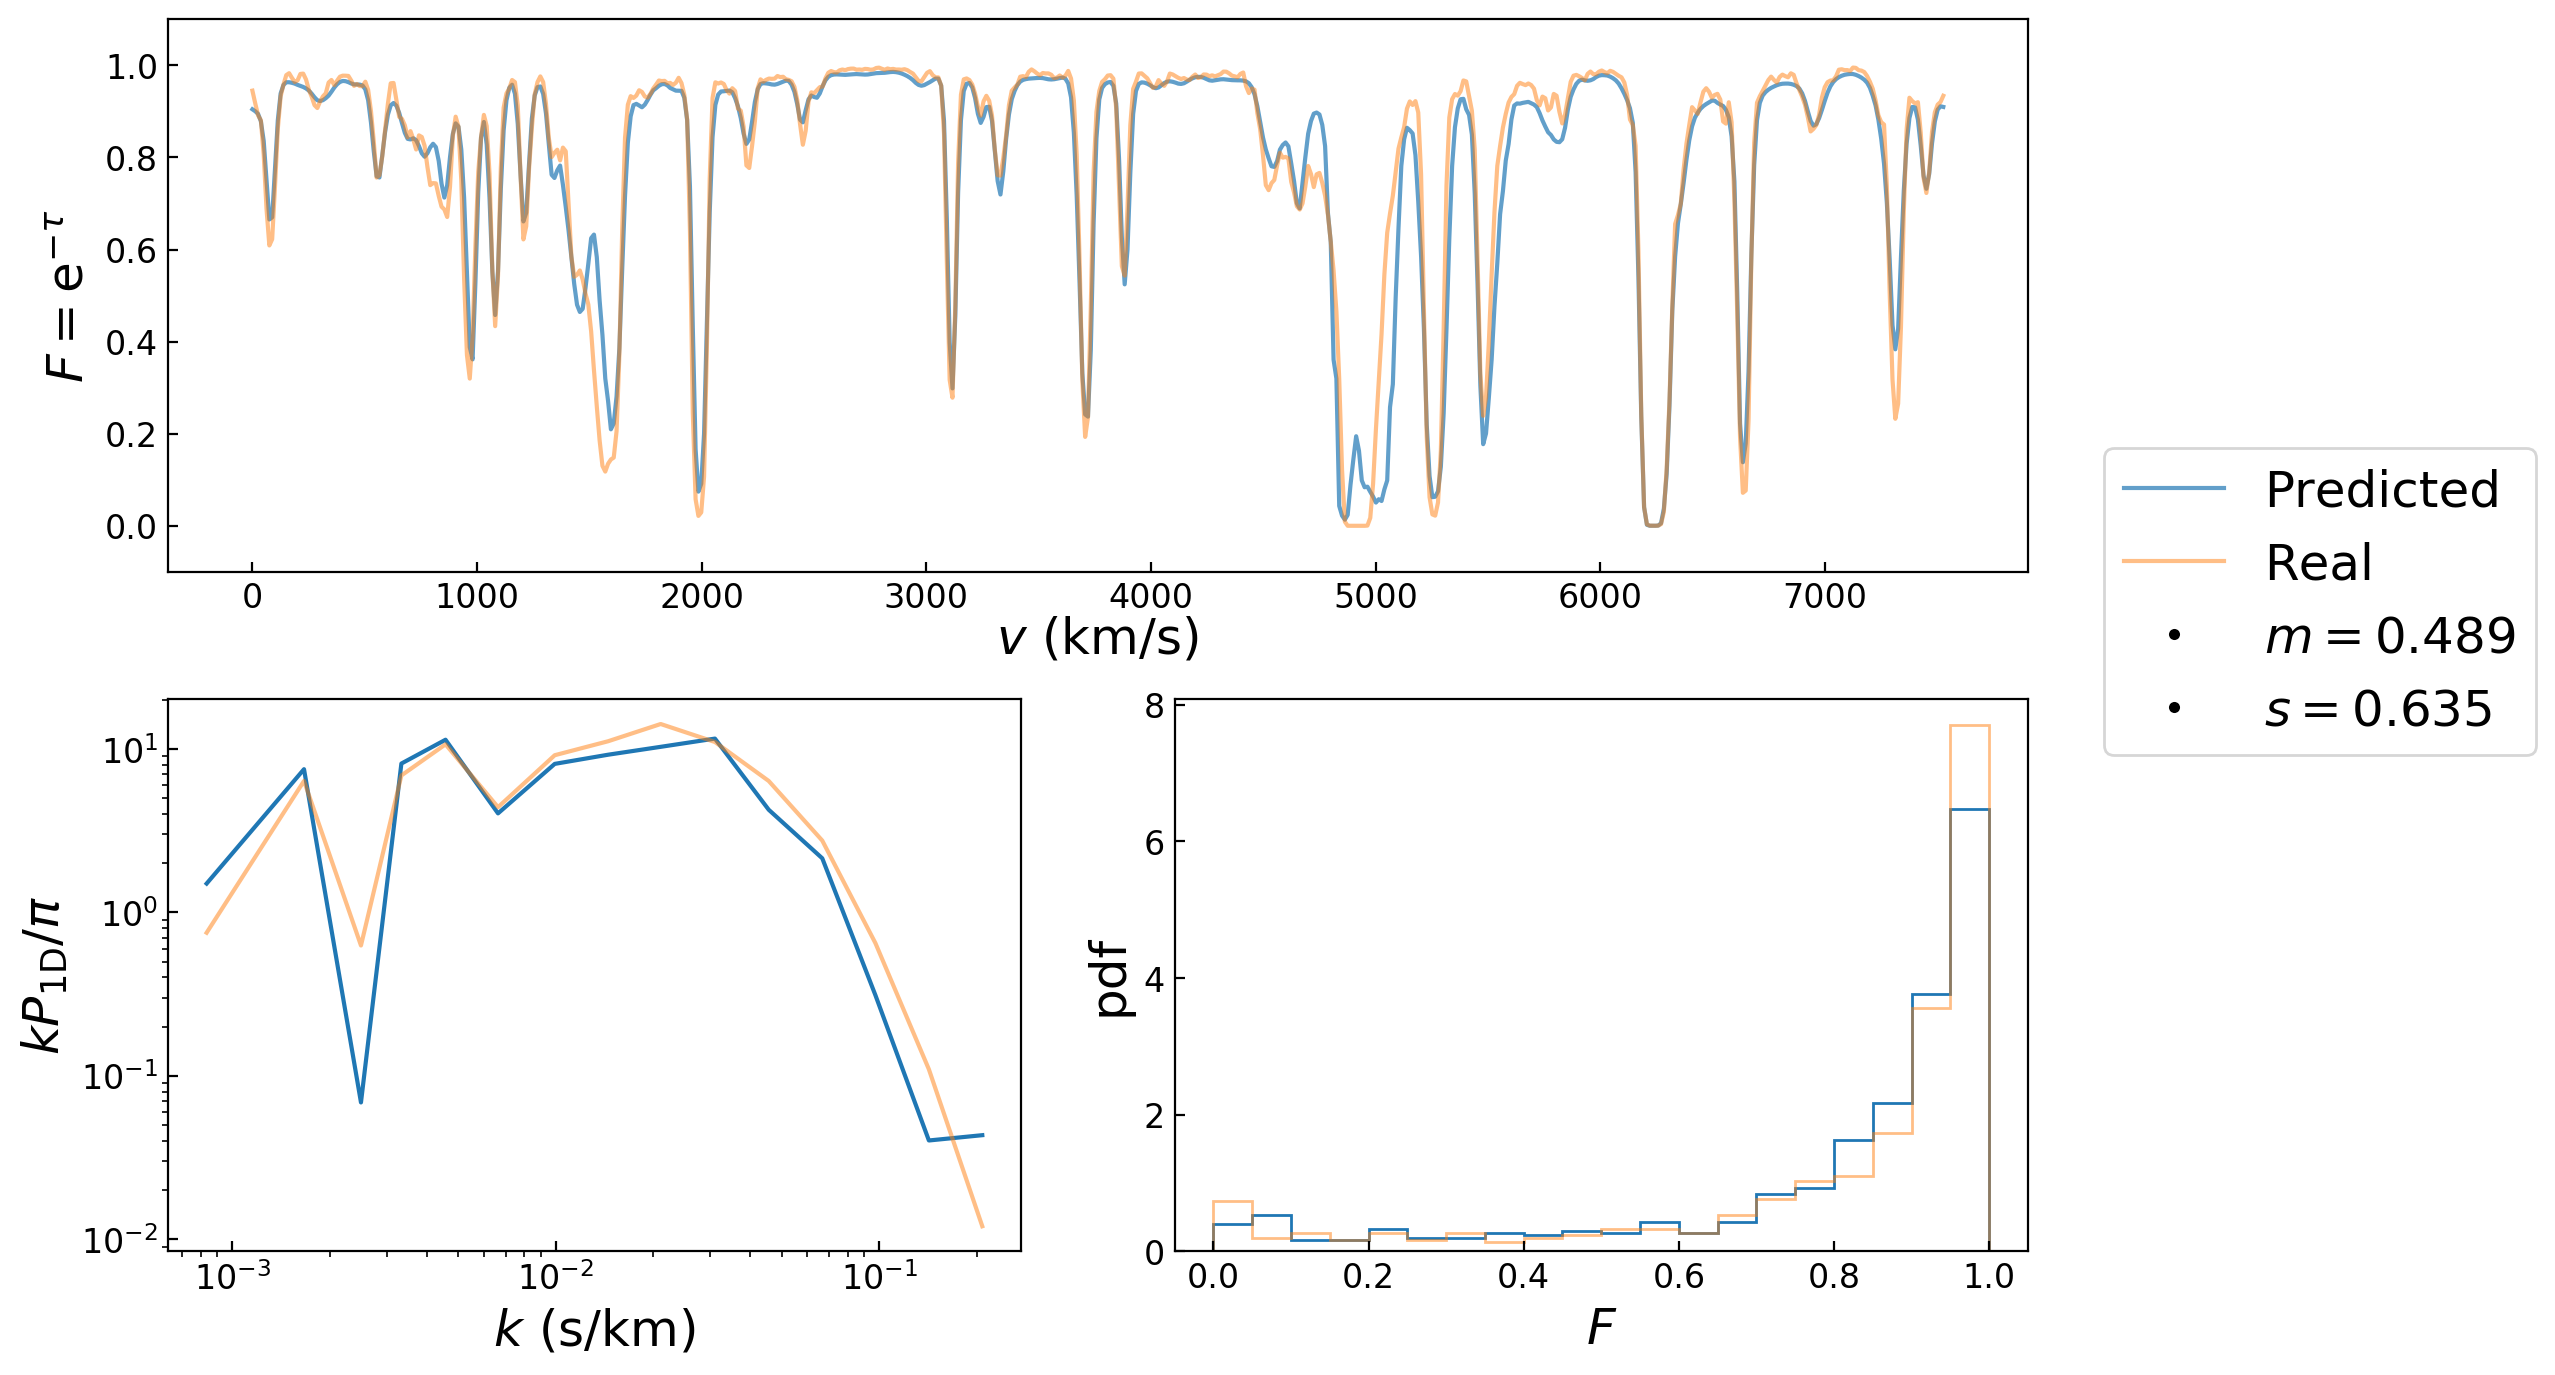 1.0
0.8
0.6
0.4
0.2
0.0
F = e^{-τ}
0 1000 2000 3000 4000 5000 6000 7000
v (km/s)
Predicted
Real
m = 0.489
s = 0.635
10^1
10^0
10^{-1}
10^{-2}
kP_{1D}/π
10^{-3} 10^{-2} 10^{-1}
k (s/km)
8
6
4
2
0
pdf
0.0 0.2 0.4 0.6 0.8 1.0
F